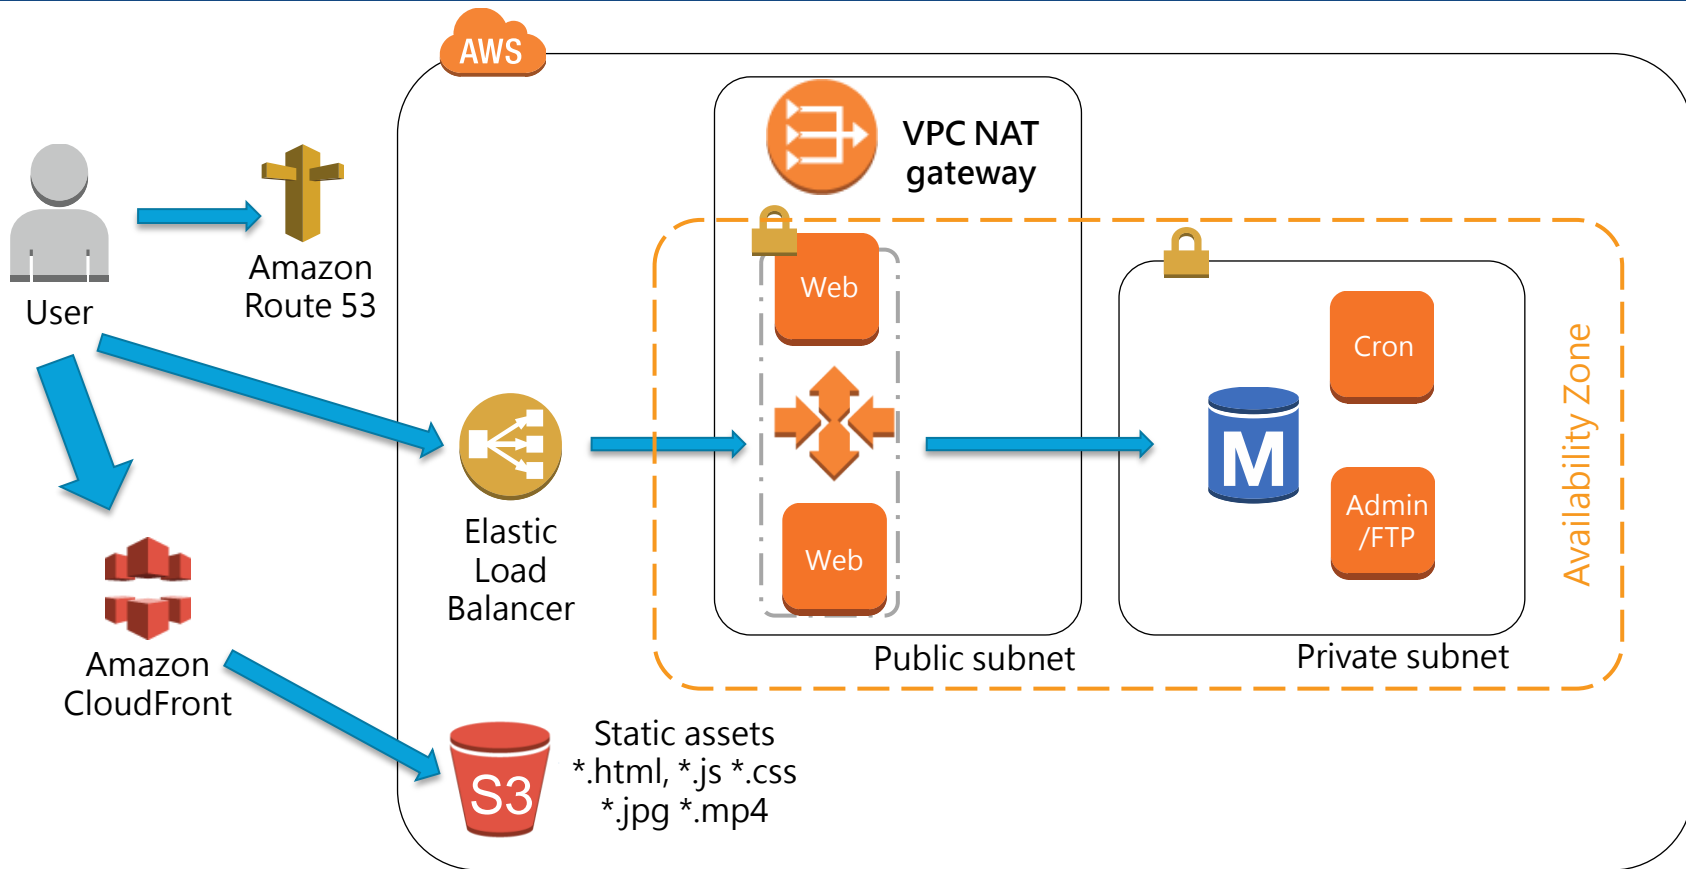 AWS
VPC NAT
gateway
User
Amazon
Route 53
Web
Cron
M
Admin
/FTP
Availability Zone
Elastic
Load
Balancer
Web
Public subnet
Private subnet
Amazon
CloudFront
S3
Static assets
*.html, *.js *.css
*.jpg *.mp4